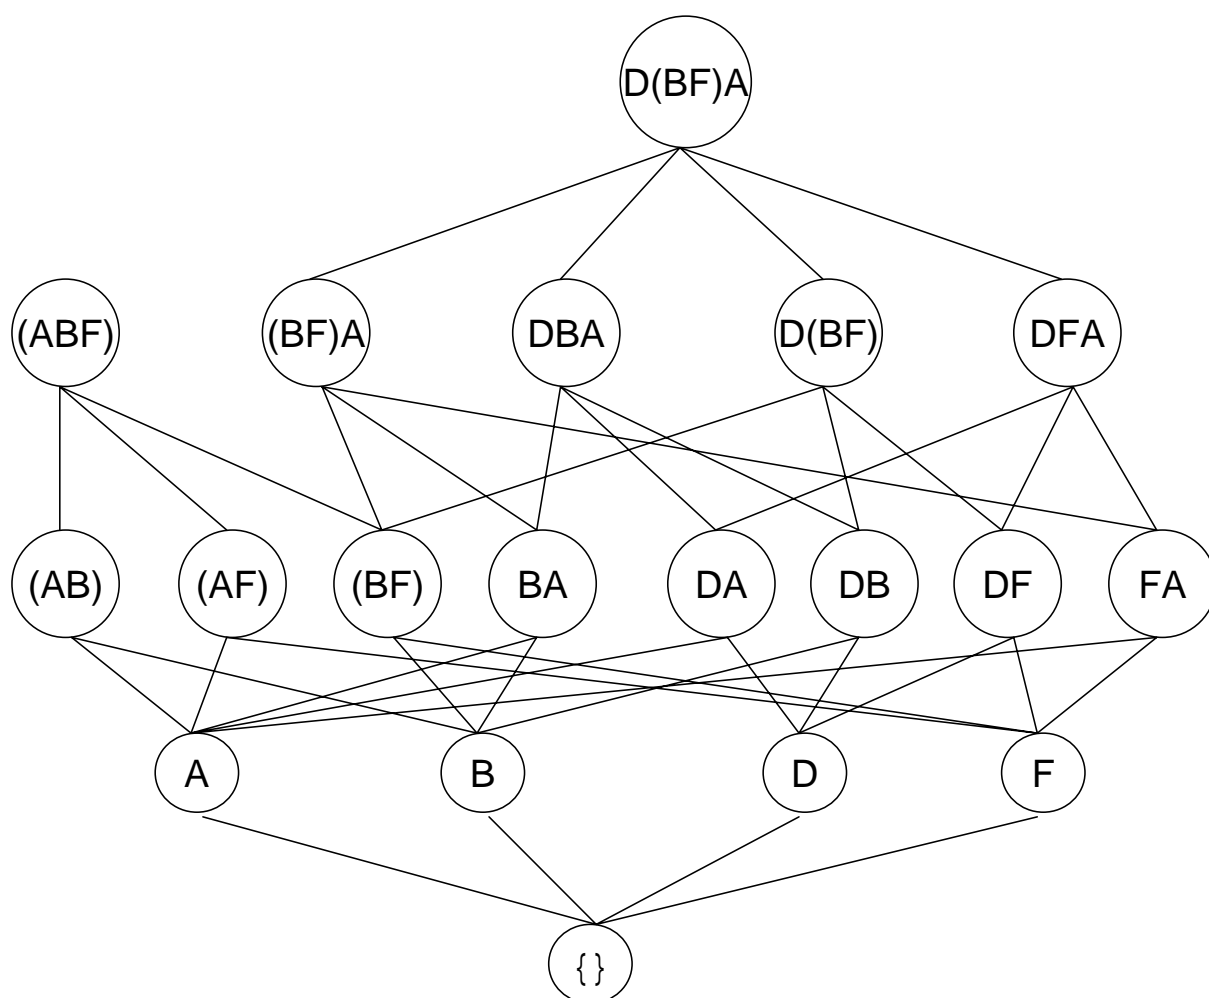 D(BF)A
(ABF) (BF)A DBA D(BF) DFA
(AB) (AF) (BF) BA DA DB DF FA
A B D F
{ }